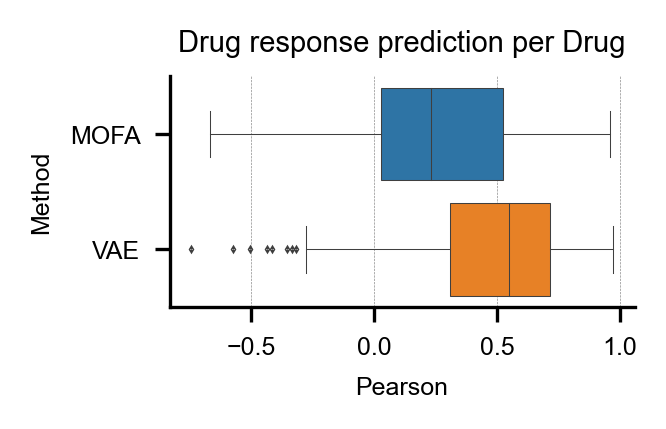 Drug response prediction per Drug
Method
MOFA
VAE
−0.5 0.0 0.5 1.0
Pearson